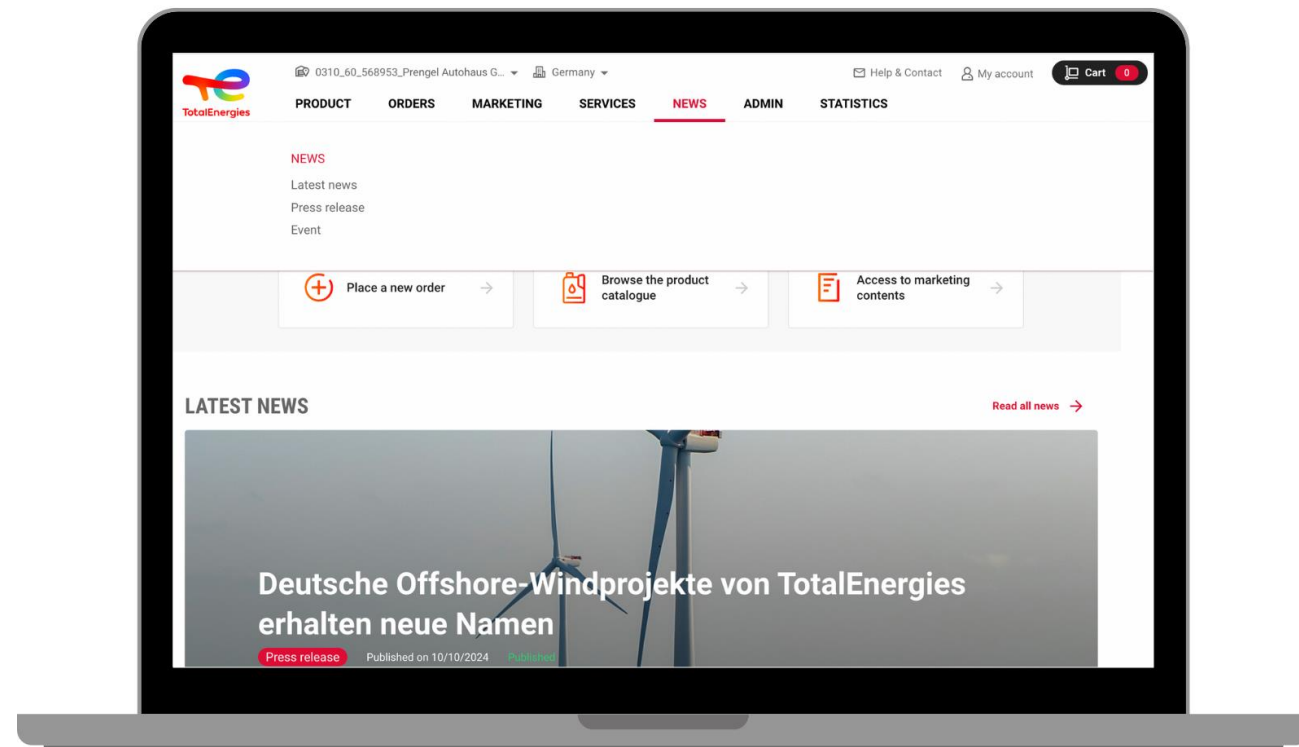 0310_60_568953_Prengel Autohaus G... Germany Help & Contact My account Cart 0
TotalEnergies
PRODUCT ORDERS MARKETING SERVICES NEWS ADMIN STATISTICS
NEWS
Latest news
Press release
Event
Place a new order
Browse the product
catalogue
Access to marketing
contents
LATEST NEWS
Read all news
Deutsche Offshore-Windprojekte von TotalEnergies
erhalten neue Namen
Press release Published on 10/10/2024 Published